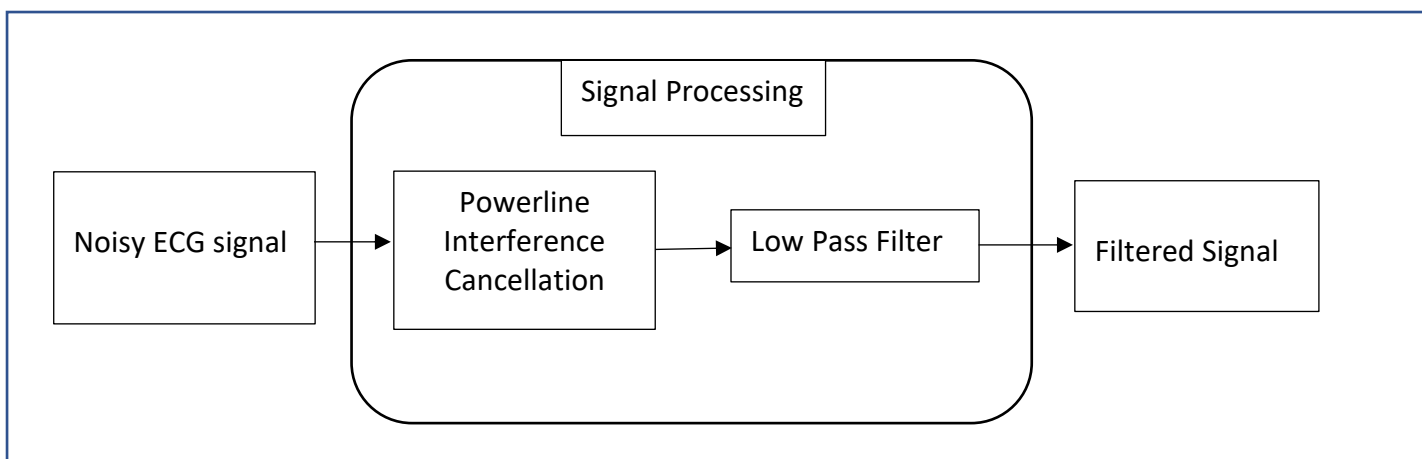 Signal Processing
Noisy ECG signal
Powerline
Interference
Cancellation
Low Pass Filter
Filtered Signal